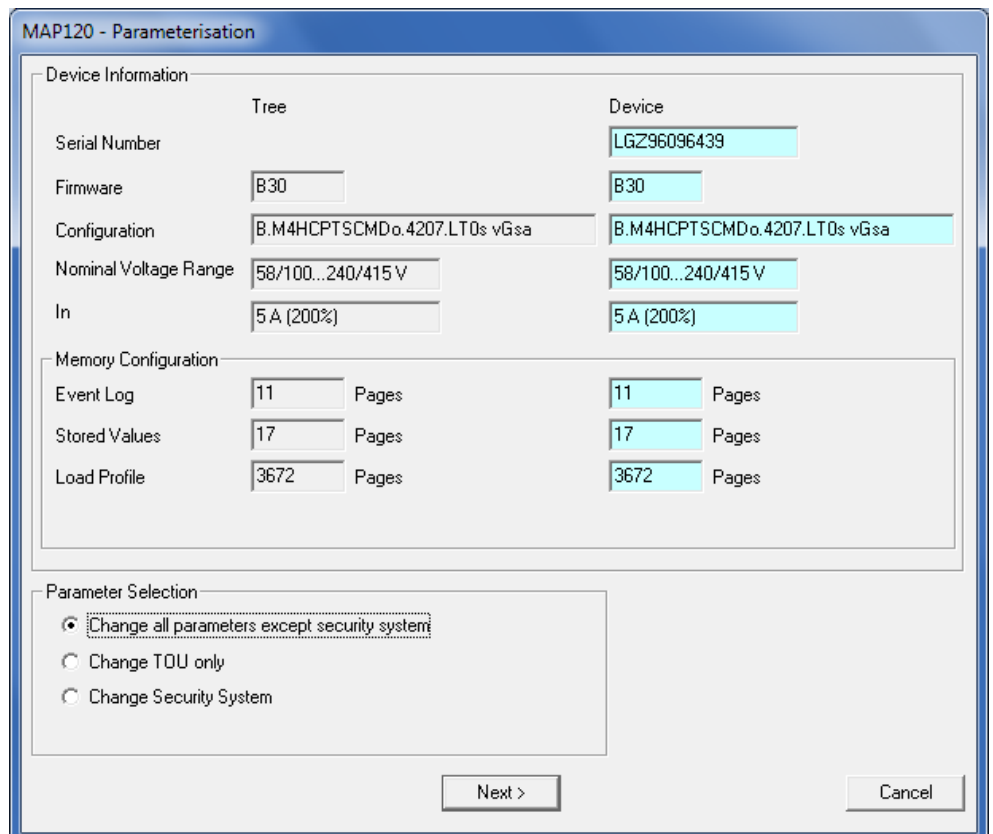 MAP120 - Parameterisation
Device Information
Tree Device
Serial Number LGZ96096439
Firmware B30 B30
Configuration B.M4HCPTSCMDo.4207.LT0s vGsa B.M4HCPTSCMDo.4207.LT0s vGsa
Nominal Voltage Range 58/100...240/415 V 58/100...240/415 V
In 5 A (200%) 5 A (200%)
Memory Configuration
Event Log 11 Pages 11 Pages
Stored Values 17 Pages 17 Pages
Load Profile 3672 Pages 3672 Pages
Parameter Selection
Change all parameters except security system
Change TOU only
Change Security System
Next > Cancel